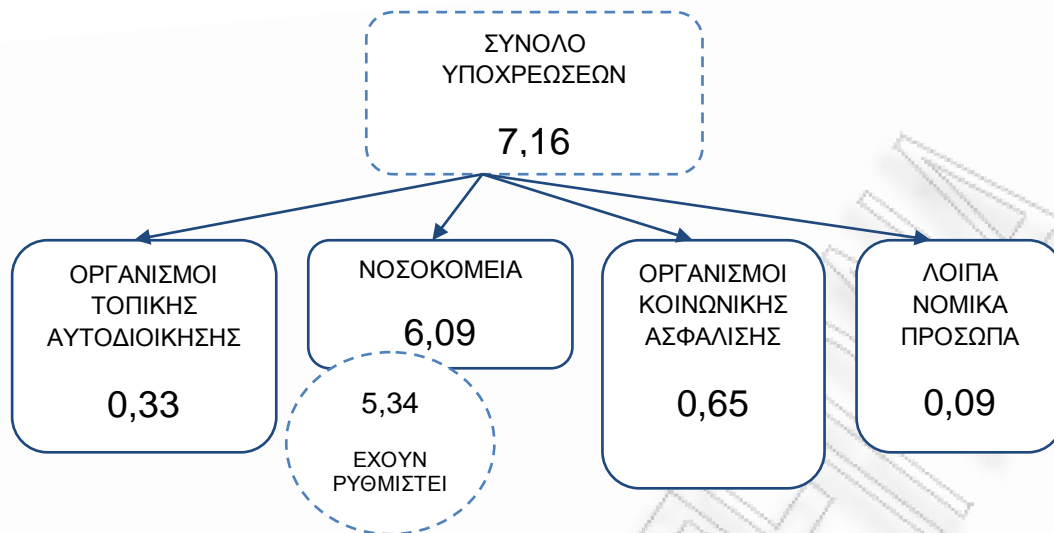 ΣΥΝΟΛΟ
ΥΠΟΧΡΕΩΣΕΩΝ
7,16
ΟΡΓΑΝΙΣΜΟΙ
ΤΟΠΙΚΗΣ
ΑΥΤΟΔΙΟΙΚΗΣΗΣ
0,33
ΝΟΣΟΚΟΜΕΙΑ
6,09
5,34
ΕΧΟΥΝ
ΡΥΘΜΙΣΤΕΙ
ΟΡΓΑΝΙΣΜΟΙ
ΚΟΙΝΩΝΙΚΗΣ
ΑΣΦΑΛΙΣΗΣ
0,65
ΛΟΙΠΑ
ΝΟΜΙΚΑ
ΠΡΟΣΩΠΑ
0,09